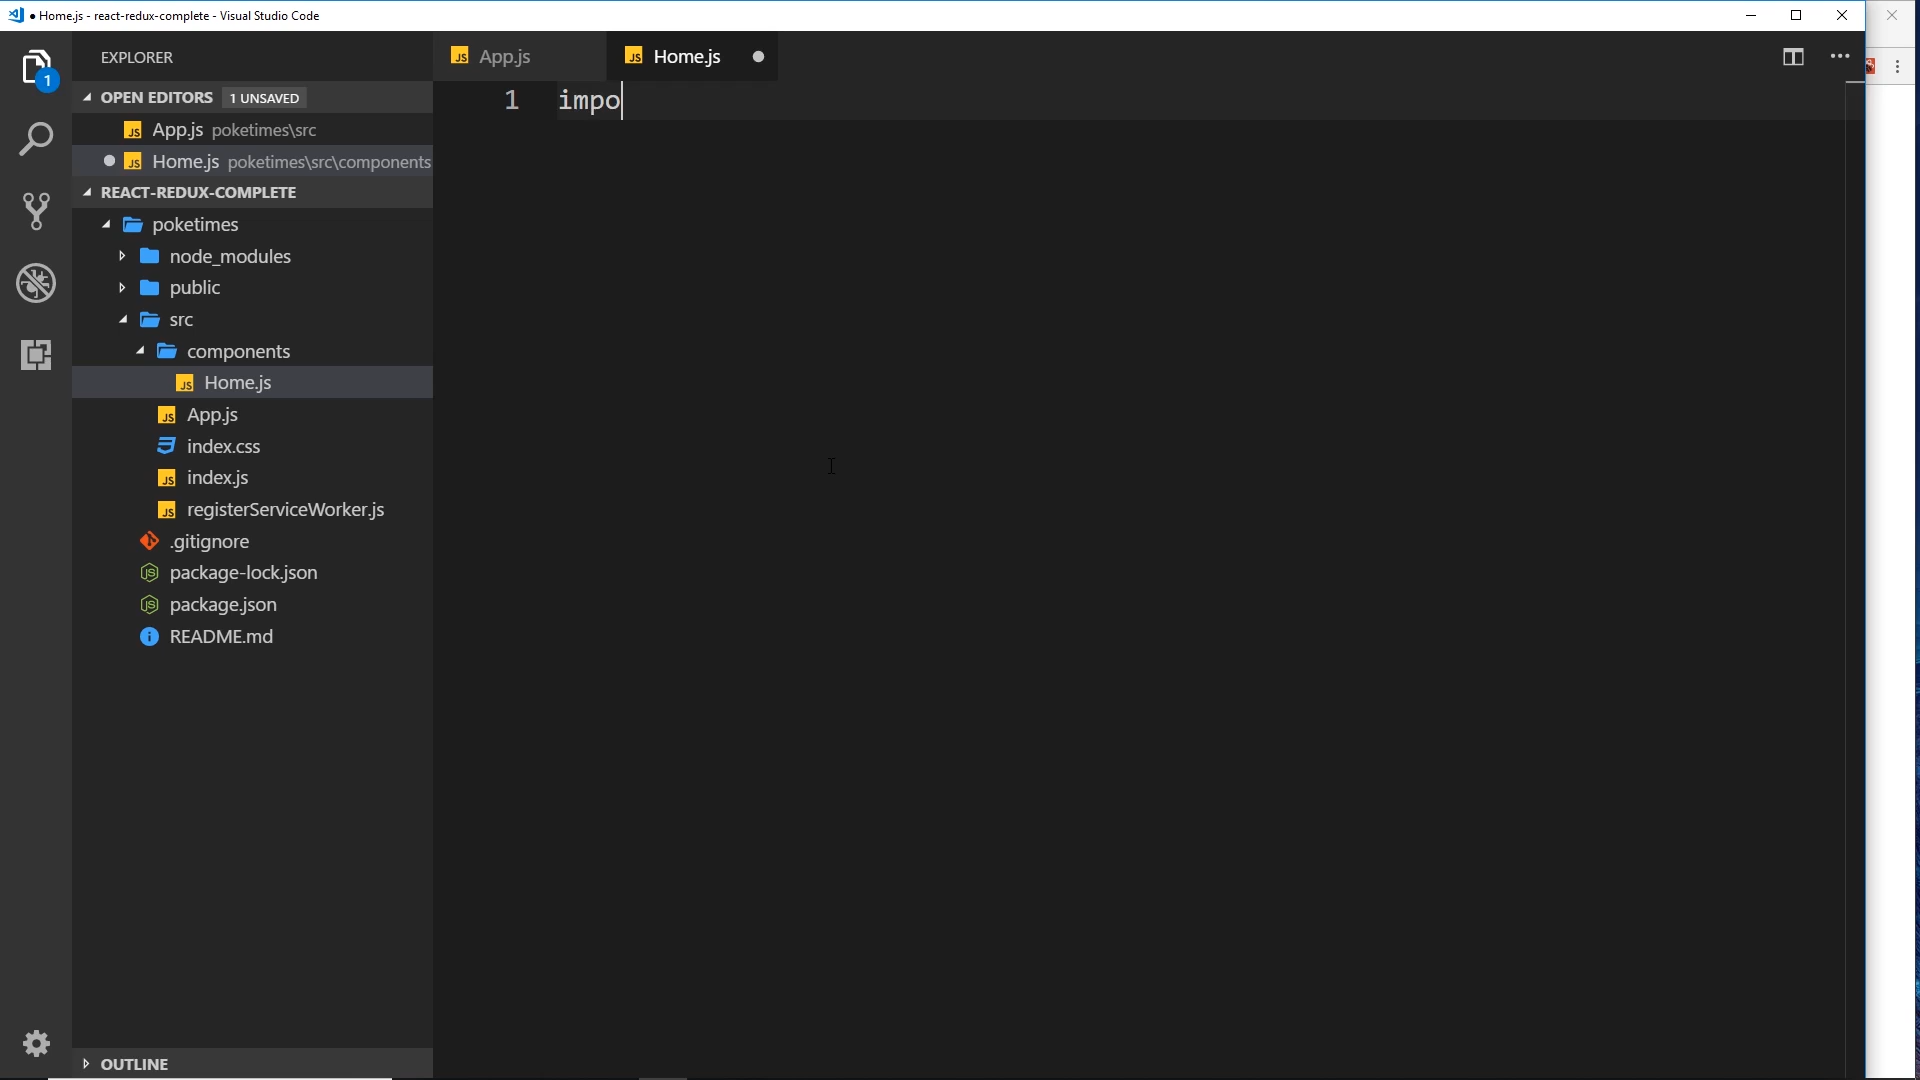 ● Home.js - react-redux-complete - Visual Studio Code
EXPLORER
App.js
Home.js
1
OPEN EDITORS 1 UNSAVED
1 impo
App.js poketimes\src
Home.js poketimes\src\components
REACT-REDUX-COMPLETE
poketimes
node_modules
public
src
components
Home.js
App.js
index.css
index.js
registerServiceWorker.js
.gitignore
package-lock.json
package.json
README.md
OUTLINE